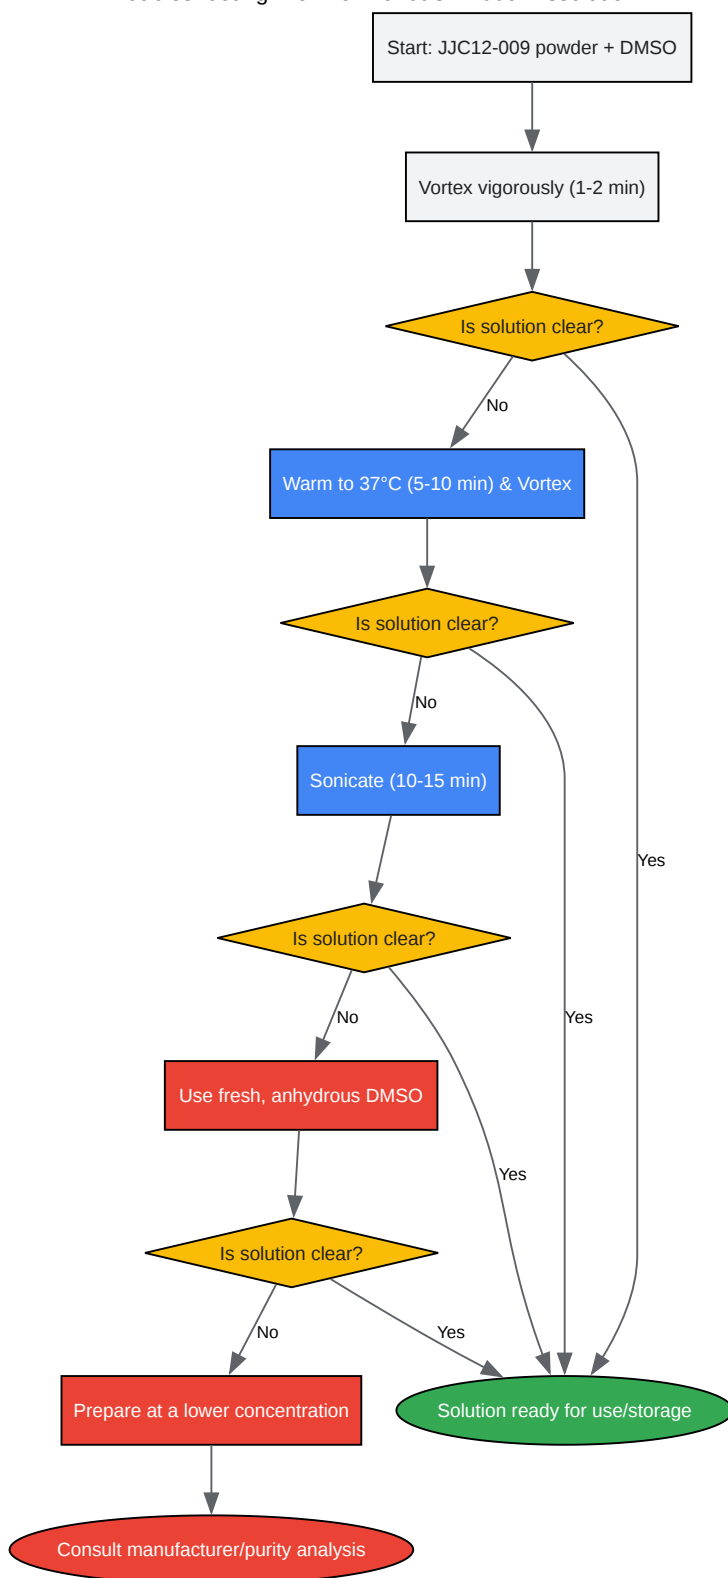 Start: JJC12-009 powder + DMSO
Vortex vigorously (1-2 min)
Is solution clear?
No
Warm to 37°C (5-10 min) & Vortex
Is solution clear?
No
Sonicate (10-15 min)
Yes
Is solution clear?
No
Yes
Use fresh, anhydrous DMSO
Yes
Is solution clear?
No
Yes
Prepare at a lower concentration
Solution ready for use/storage
Consult manufacturer/purity analysis